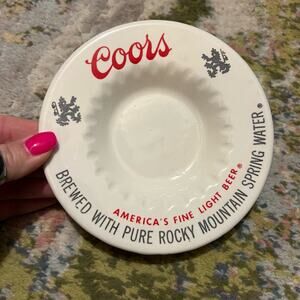 Coors
AMERICA'S FINE LIGHT BEER®
BREWED WITH PURE ROCKY MOUNTAIN SPRING WATER®